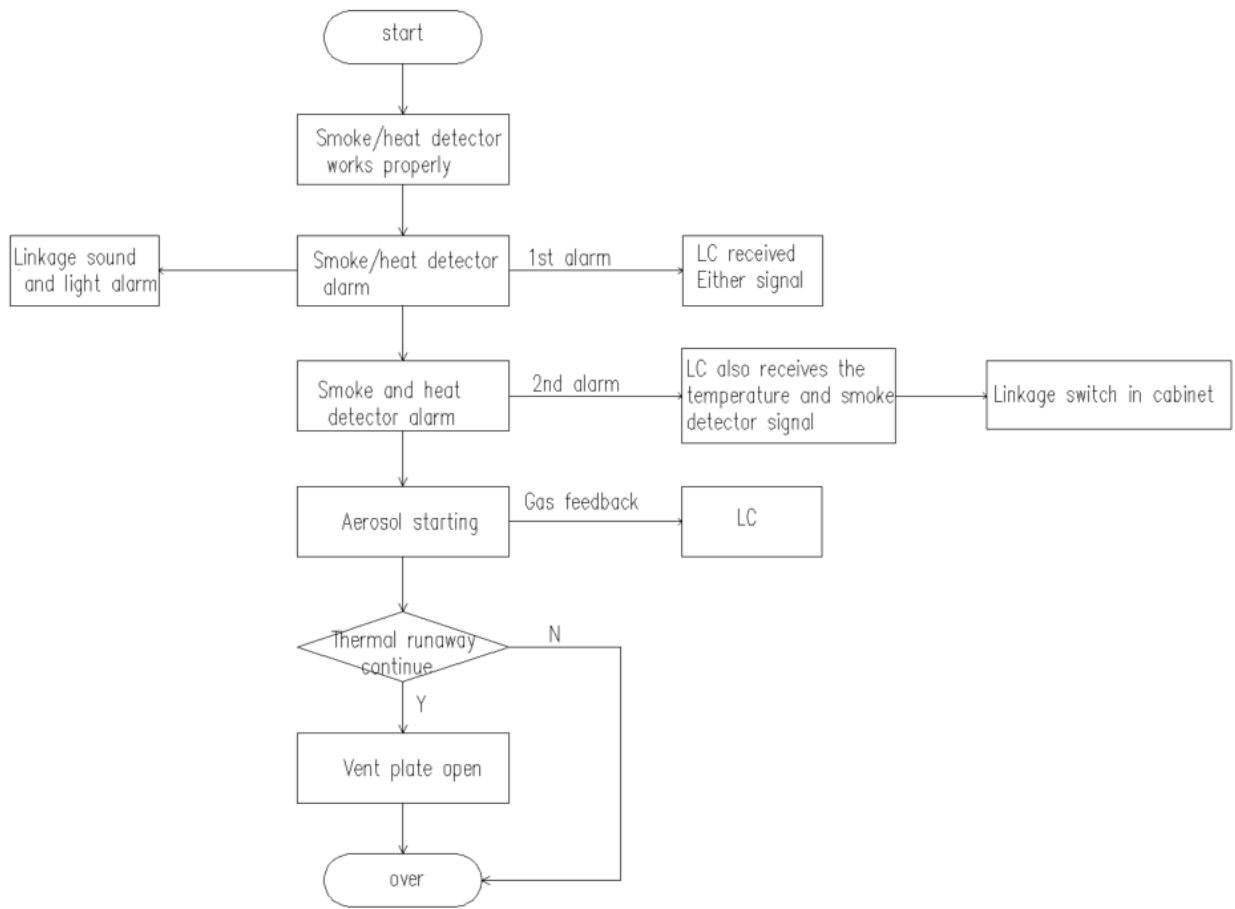 start
Smoke/heat detector
works properly
Linkage sound
and light alarm
Smoke/heat detector
alarm
1st alarm
LC received
Either signal
Smoke and heat
detector alarm
2nd alarm
LC also receives the
temperature and smoke
detector signal
Linkage switch in cabinet
Aerosol starting
Gas feedback
LC
Thermal runaway
continue
N
Y
Vent plate open
over